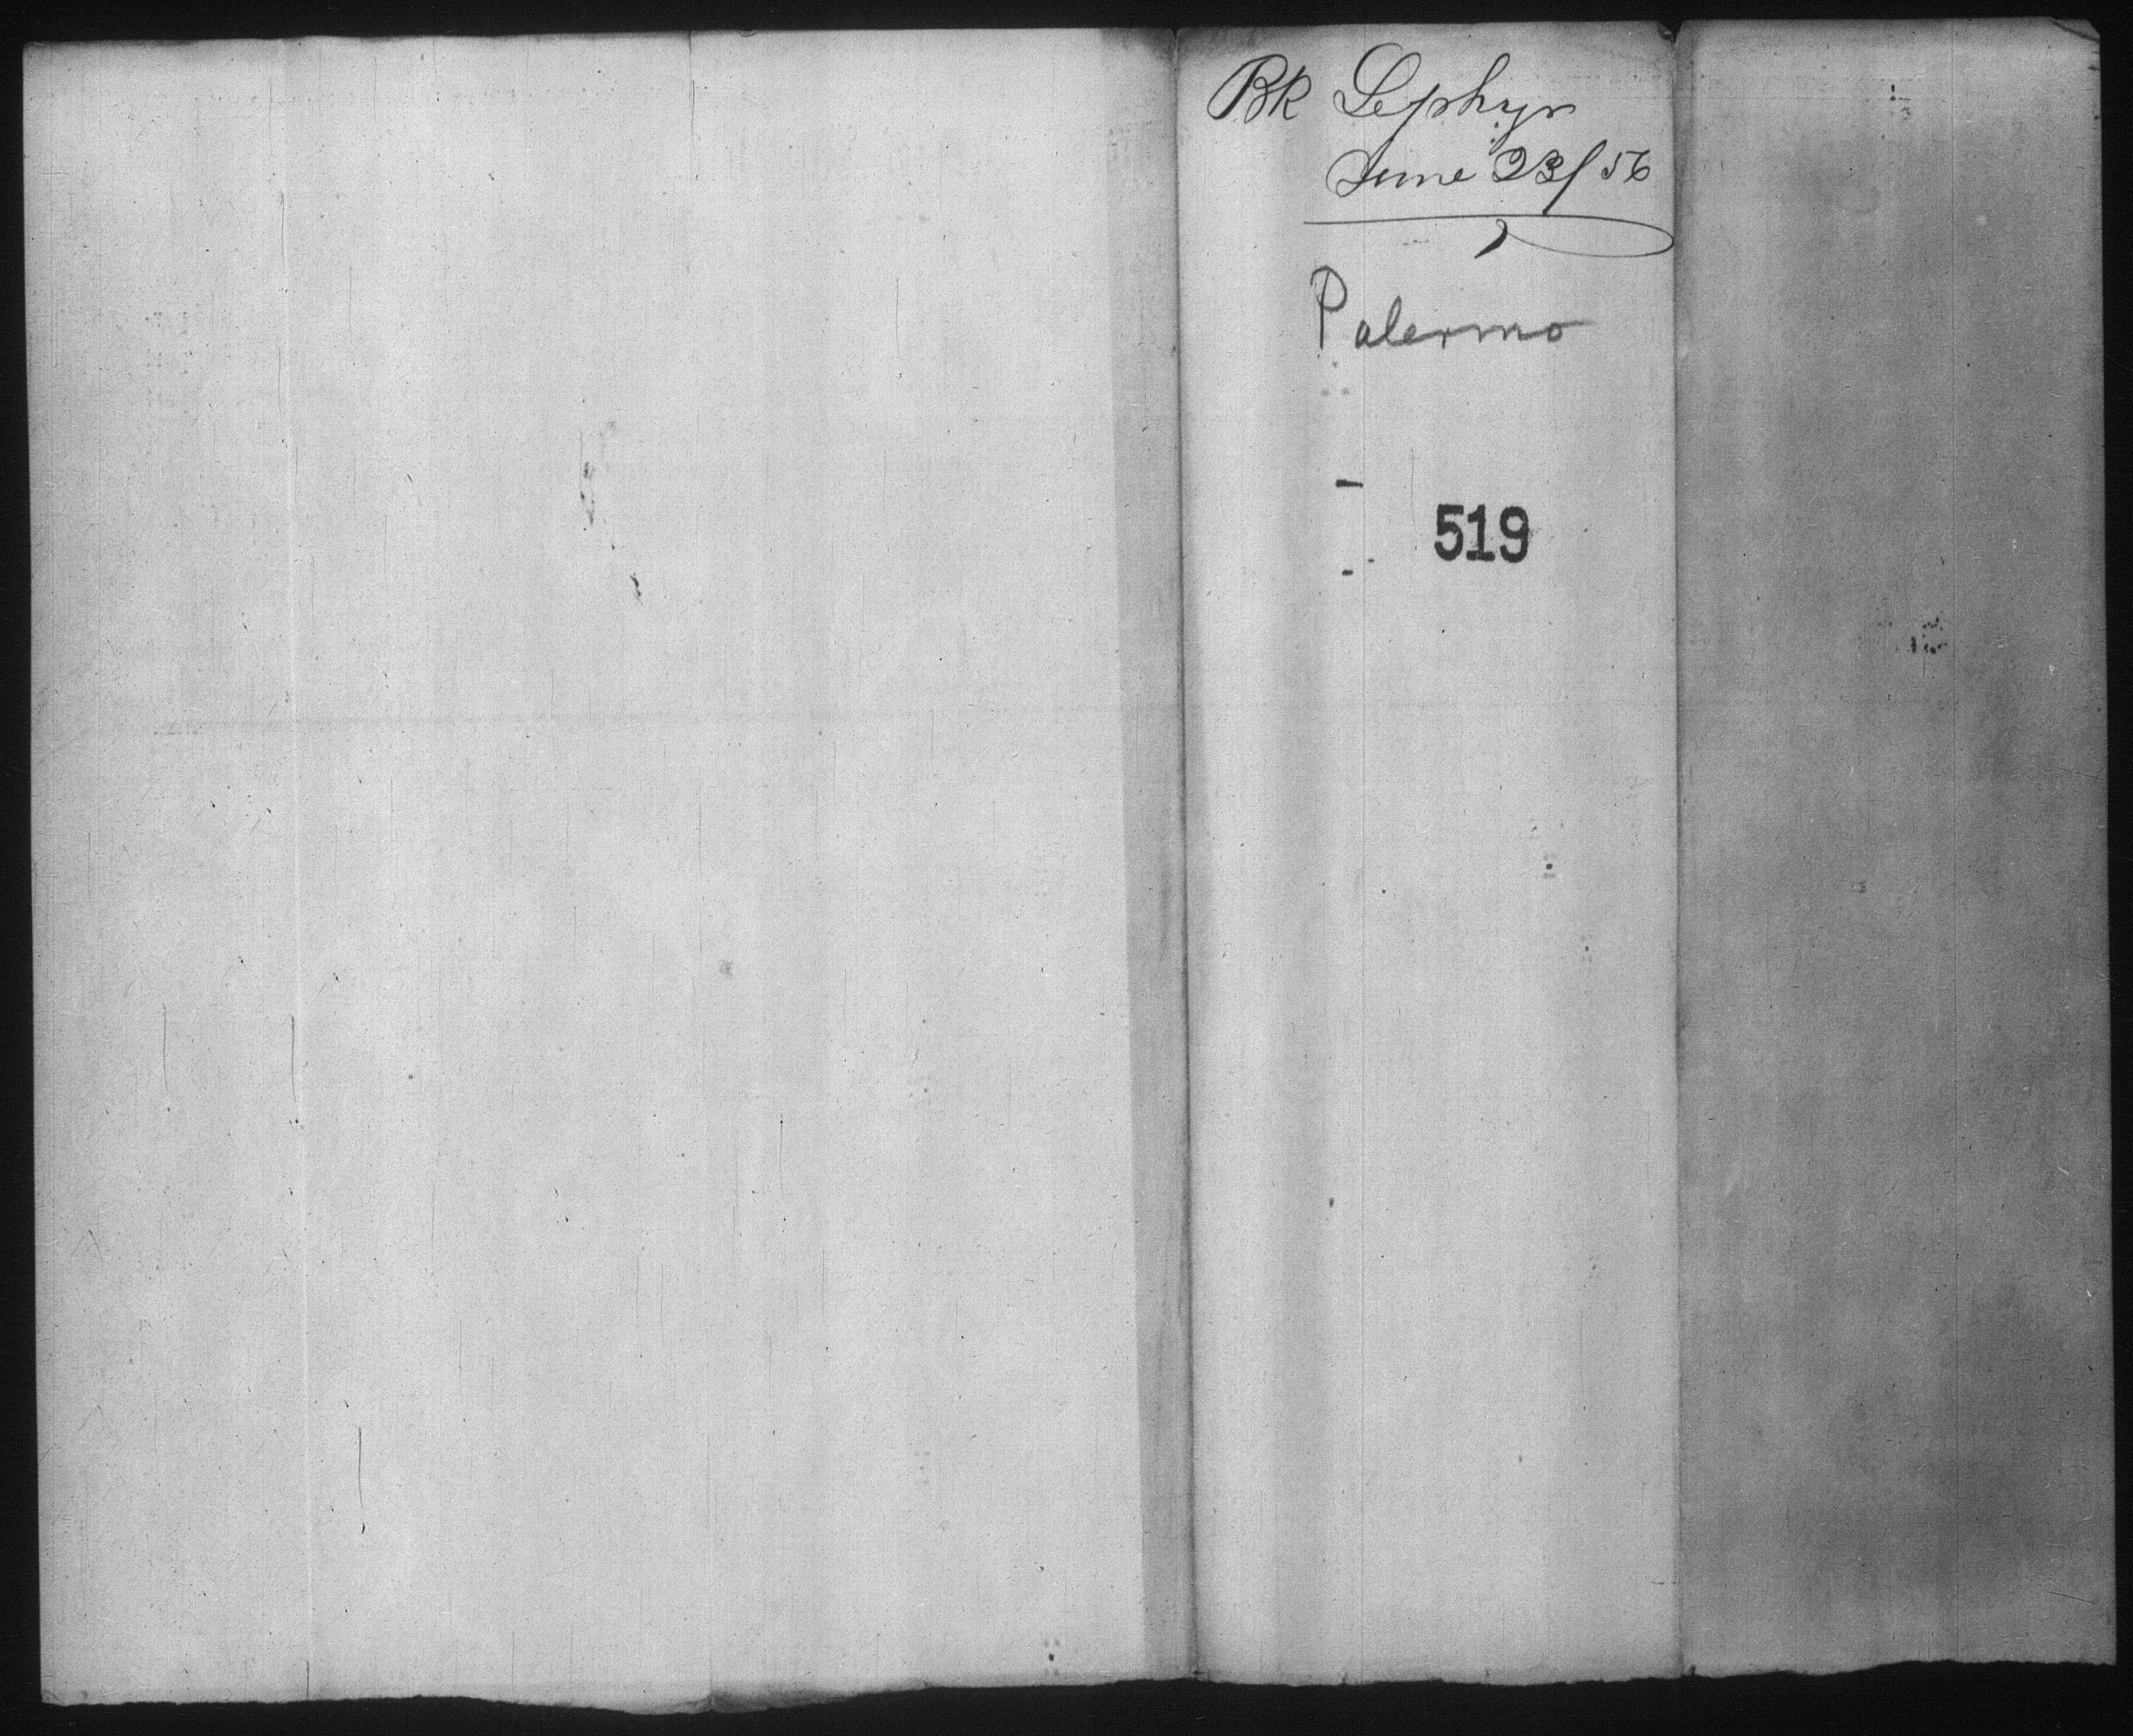 Bk Zephyr
June 23/56
Palermo
519